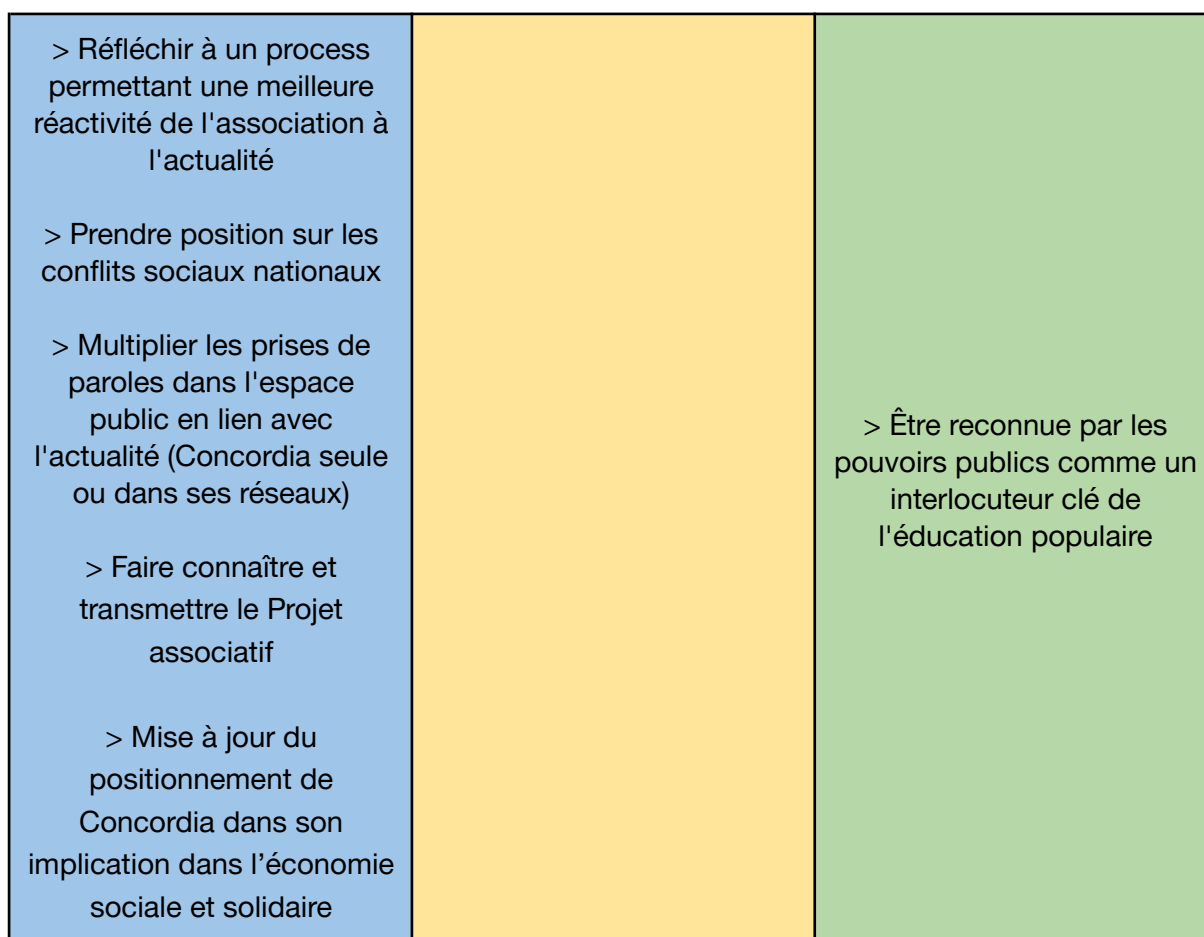 > Réfléchir à un process
permettant une meilleure
réactivité de l'association à
l'actualité
> Prendre position sur les
conflits sociaux nationaux
> Multiplier les prises de
paroles dans l'espace
public en lien avec
l'actualité (Concordia seule
ou dans ses réseaux)
> Faire connaître et
transmettre le Projet
associatif
> Mise à jour du
positionnement de
Concordia dans son
implication dans l’économie
sociale et solidaire
> Être reconnue par les
pouvoirs publics comme un
interlocuteur clé de
l'éducation populaire